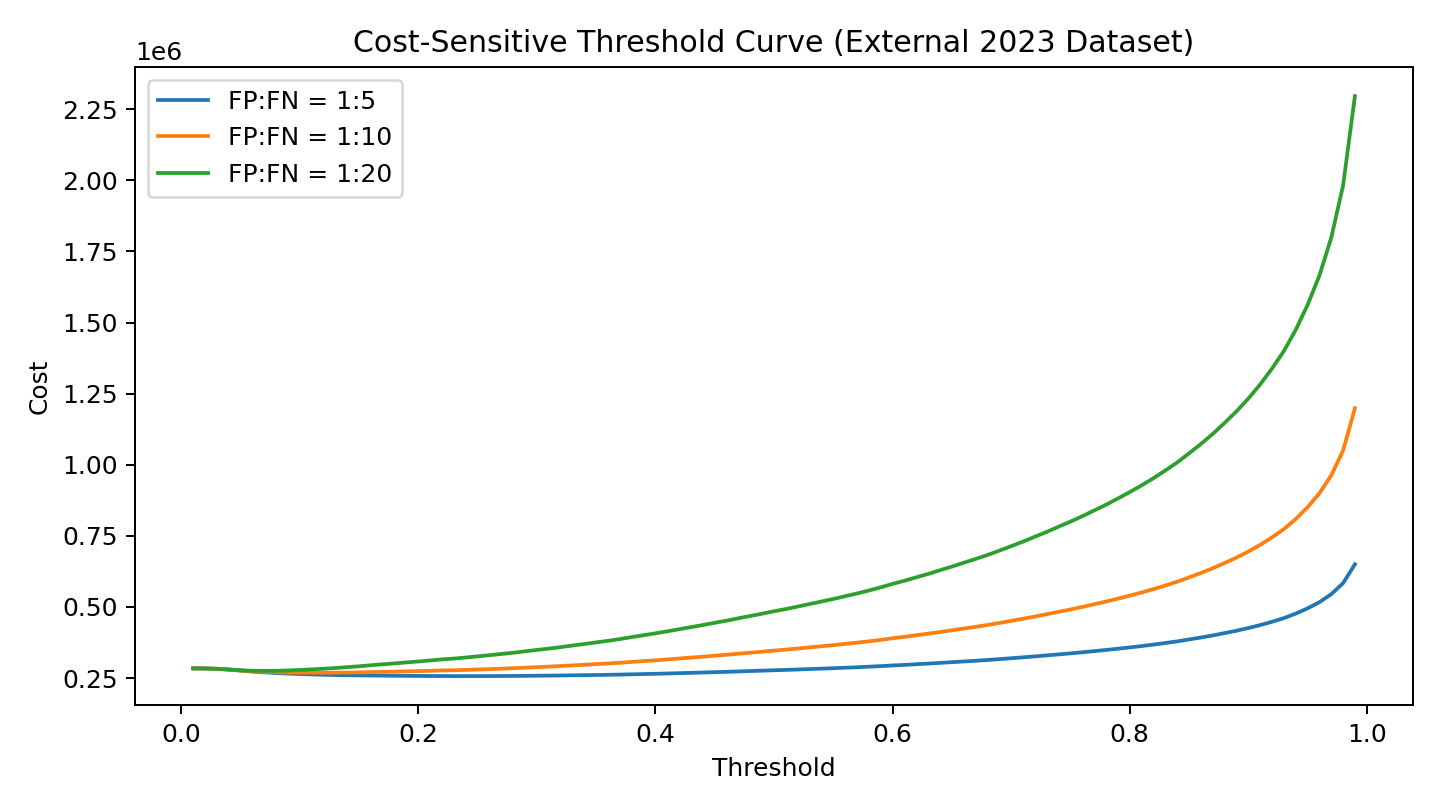 Cost-Sensitive Threshold Curve (External 2023 Dataset)
1e6
FP:FN = 1:5
FP:FN = 1:10
FP:FN = 1:20
2.25
2.00
1.75
1.50
1.25
1.00
0.75
0.50
0.25
Cost
0.0 0.2 0.4 0.6 0.8 1.0
Threshold